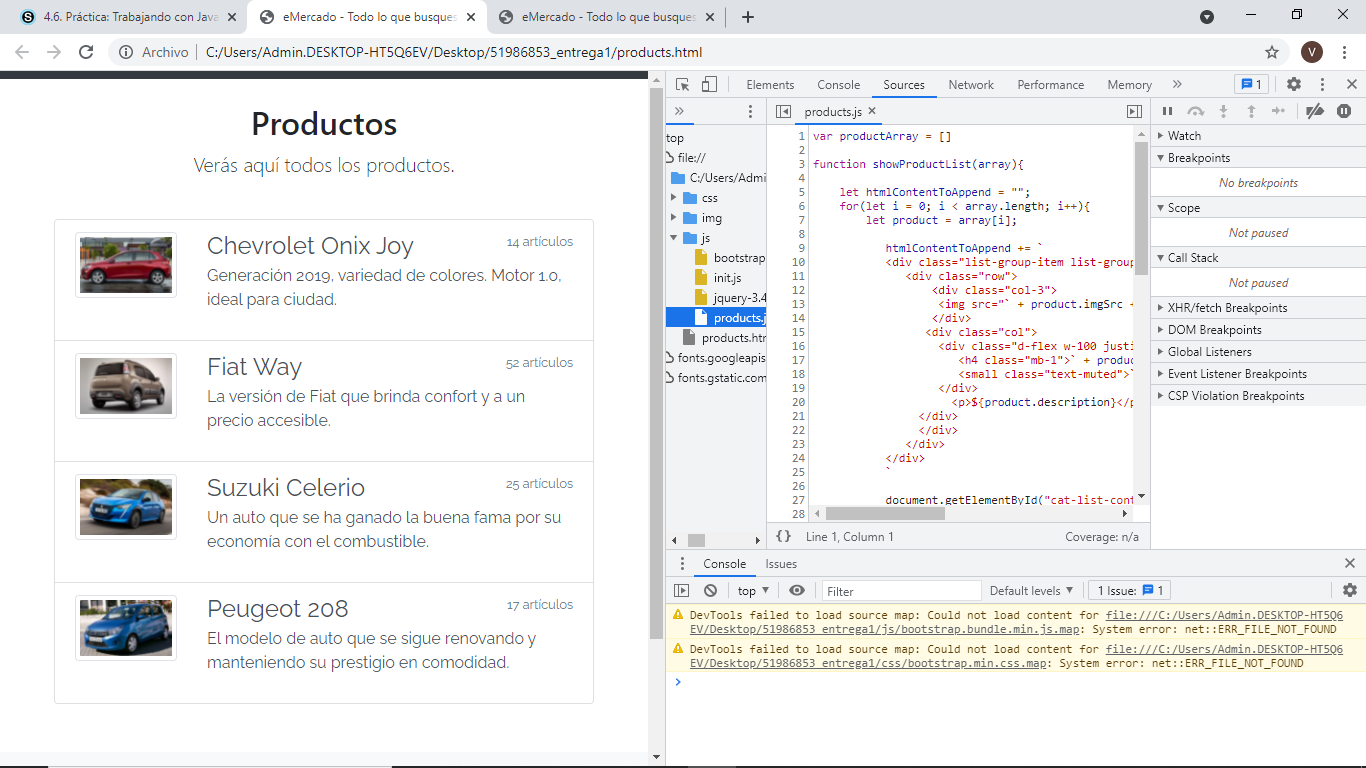 4.6. Práctica: Trabajando con Java
eMercado - Todo lo que busques
eMercado - Todo lo que busques
Archivo
C:/Users/Admin.DESKTOP-HT5Q6EV/Desktop/51986853_entrega1/products.html
V
Productos
Verás aquí todos los productos.
Chevrolet Onix Joy
14 artículos
Generación 2019, variedad de colores. Motor 1.0,
ideal para ciudad.
Fiat Way
52 artículos
La versión de Fiat que brinda confort y a un
precio accesible.
Suzuki Celerio
25 artículos
Un auto que se ha ganado la buena fama por su
economía con el combustible.
Peugeot 208
17 artículos
El modelo de auto que se sigue renovando y
manteniendo su prestigio en comodidad.
Elements Console Sources Network Performance Memory » 1
»
top
file://
C:/Users/Admi
css
img
js
bootstrap
init.js
jquery-3.4
products.j
products.htm
fonts.googleapis
fonts.gstatic.com
products.js
1 var productArray = []
2
3 function showProductList(array){
4
5 let htmlContentToAppend = "";
6 for(let i = 0; i < array.length; i++){
7 let product = array[i];
8
9 htmlContentToAppend += `
10 <div class="list-group-item list-group
11 <div class="row">
12 <div class="col-3">
13 <img src="` + product.imgSrc +
14 </div>
15 <div class="col">
16 <div class="d-flex w-100 justi
17 <h4 class="mb-1">` + produc
18 <small class="text-muted">`
19 </div>
20 <p>${product.description}</p
21 </div>
22 </div>
23 </div>
24 </div>
25 `
26
27 document.getElementById("cat-list-cont
28
{} Line 1, Column 1
Coverage: n/a
Watch
Breakpoints
No breakpoints
Scope
Not paused
Call Stack
Not paused
XHR/fetch Breakpoints
DOM Breakpoints
Global Listeners
Event Listener Breakpoints
CSP Violation Breakpoints
Console Issues
top
Filter
Default levels
1 Issue: 1
DevTools failed to load source map: Could not load content for file:///C:/Users/Admin.DESKTOP-HT5Q6
EV/Desktop/51986853_entrega1/js/bootstrap.bundle.min.js.map: System error: net::ERR_FILE_NOT_FOUND
DevTools failed to load source map: Could not load content for file:///C:/Users/Admin.DESKTOP-HT5Q6
EV/Desktop/51986853_entrega1/css/bootstrap.min.css.map: System error: net::ERR_FILE_NOT_FOUND